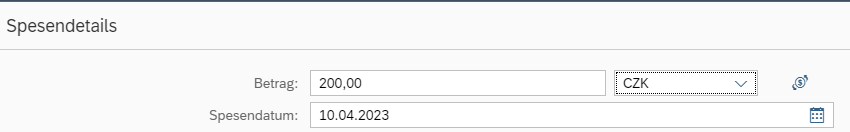 Spesendetails
Betrag: 200,00 CZK
Spesendatum: 10.04.2023